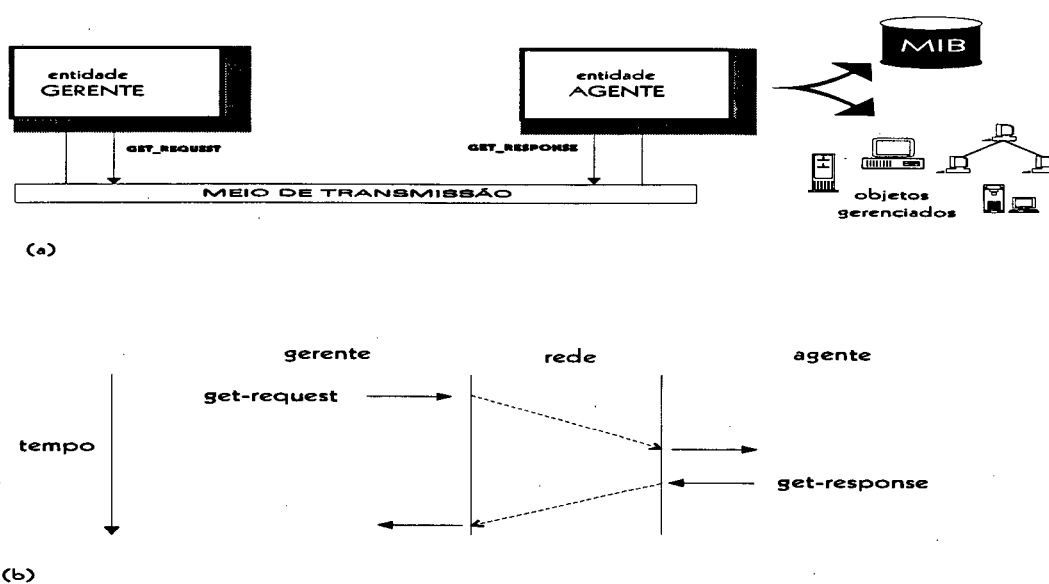 MIB
entidade
GERENTE
entidade
AGENTE
GET_REQUEST
GET_RESPONSE
MEIO DE TRANSMISSÃO
objetos
gerenciados
(a)
gerente
rede
agente
get-request
tempo
get-response
(b)